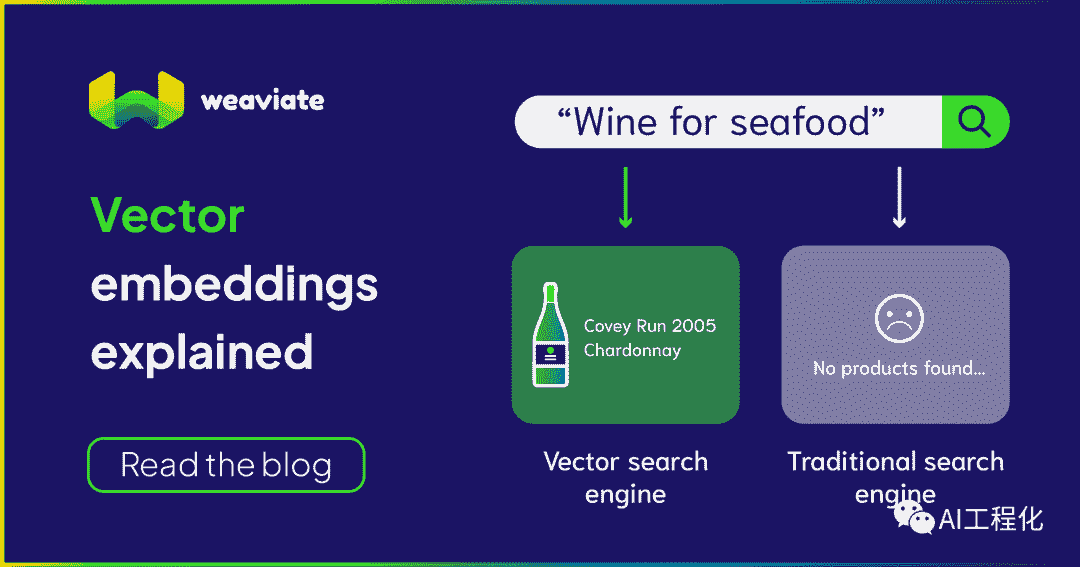 weaviate
Vector
embeddings
explained
Read the blog
“Wine for seafood”
Covey Run 2005
Chardonnay
No products found...
Vector search
engine
Traditional search
engine
AI工程化